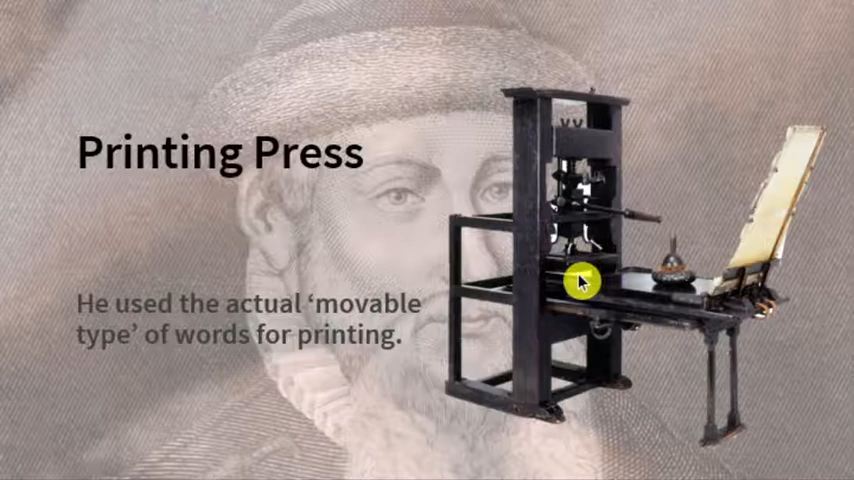 Printing Press
He used the actual ‘movable
type’ of words for printing.